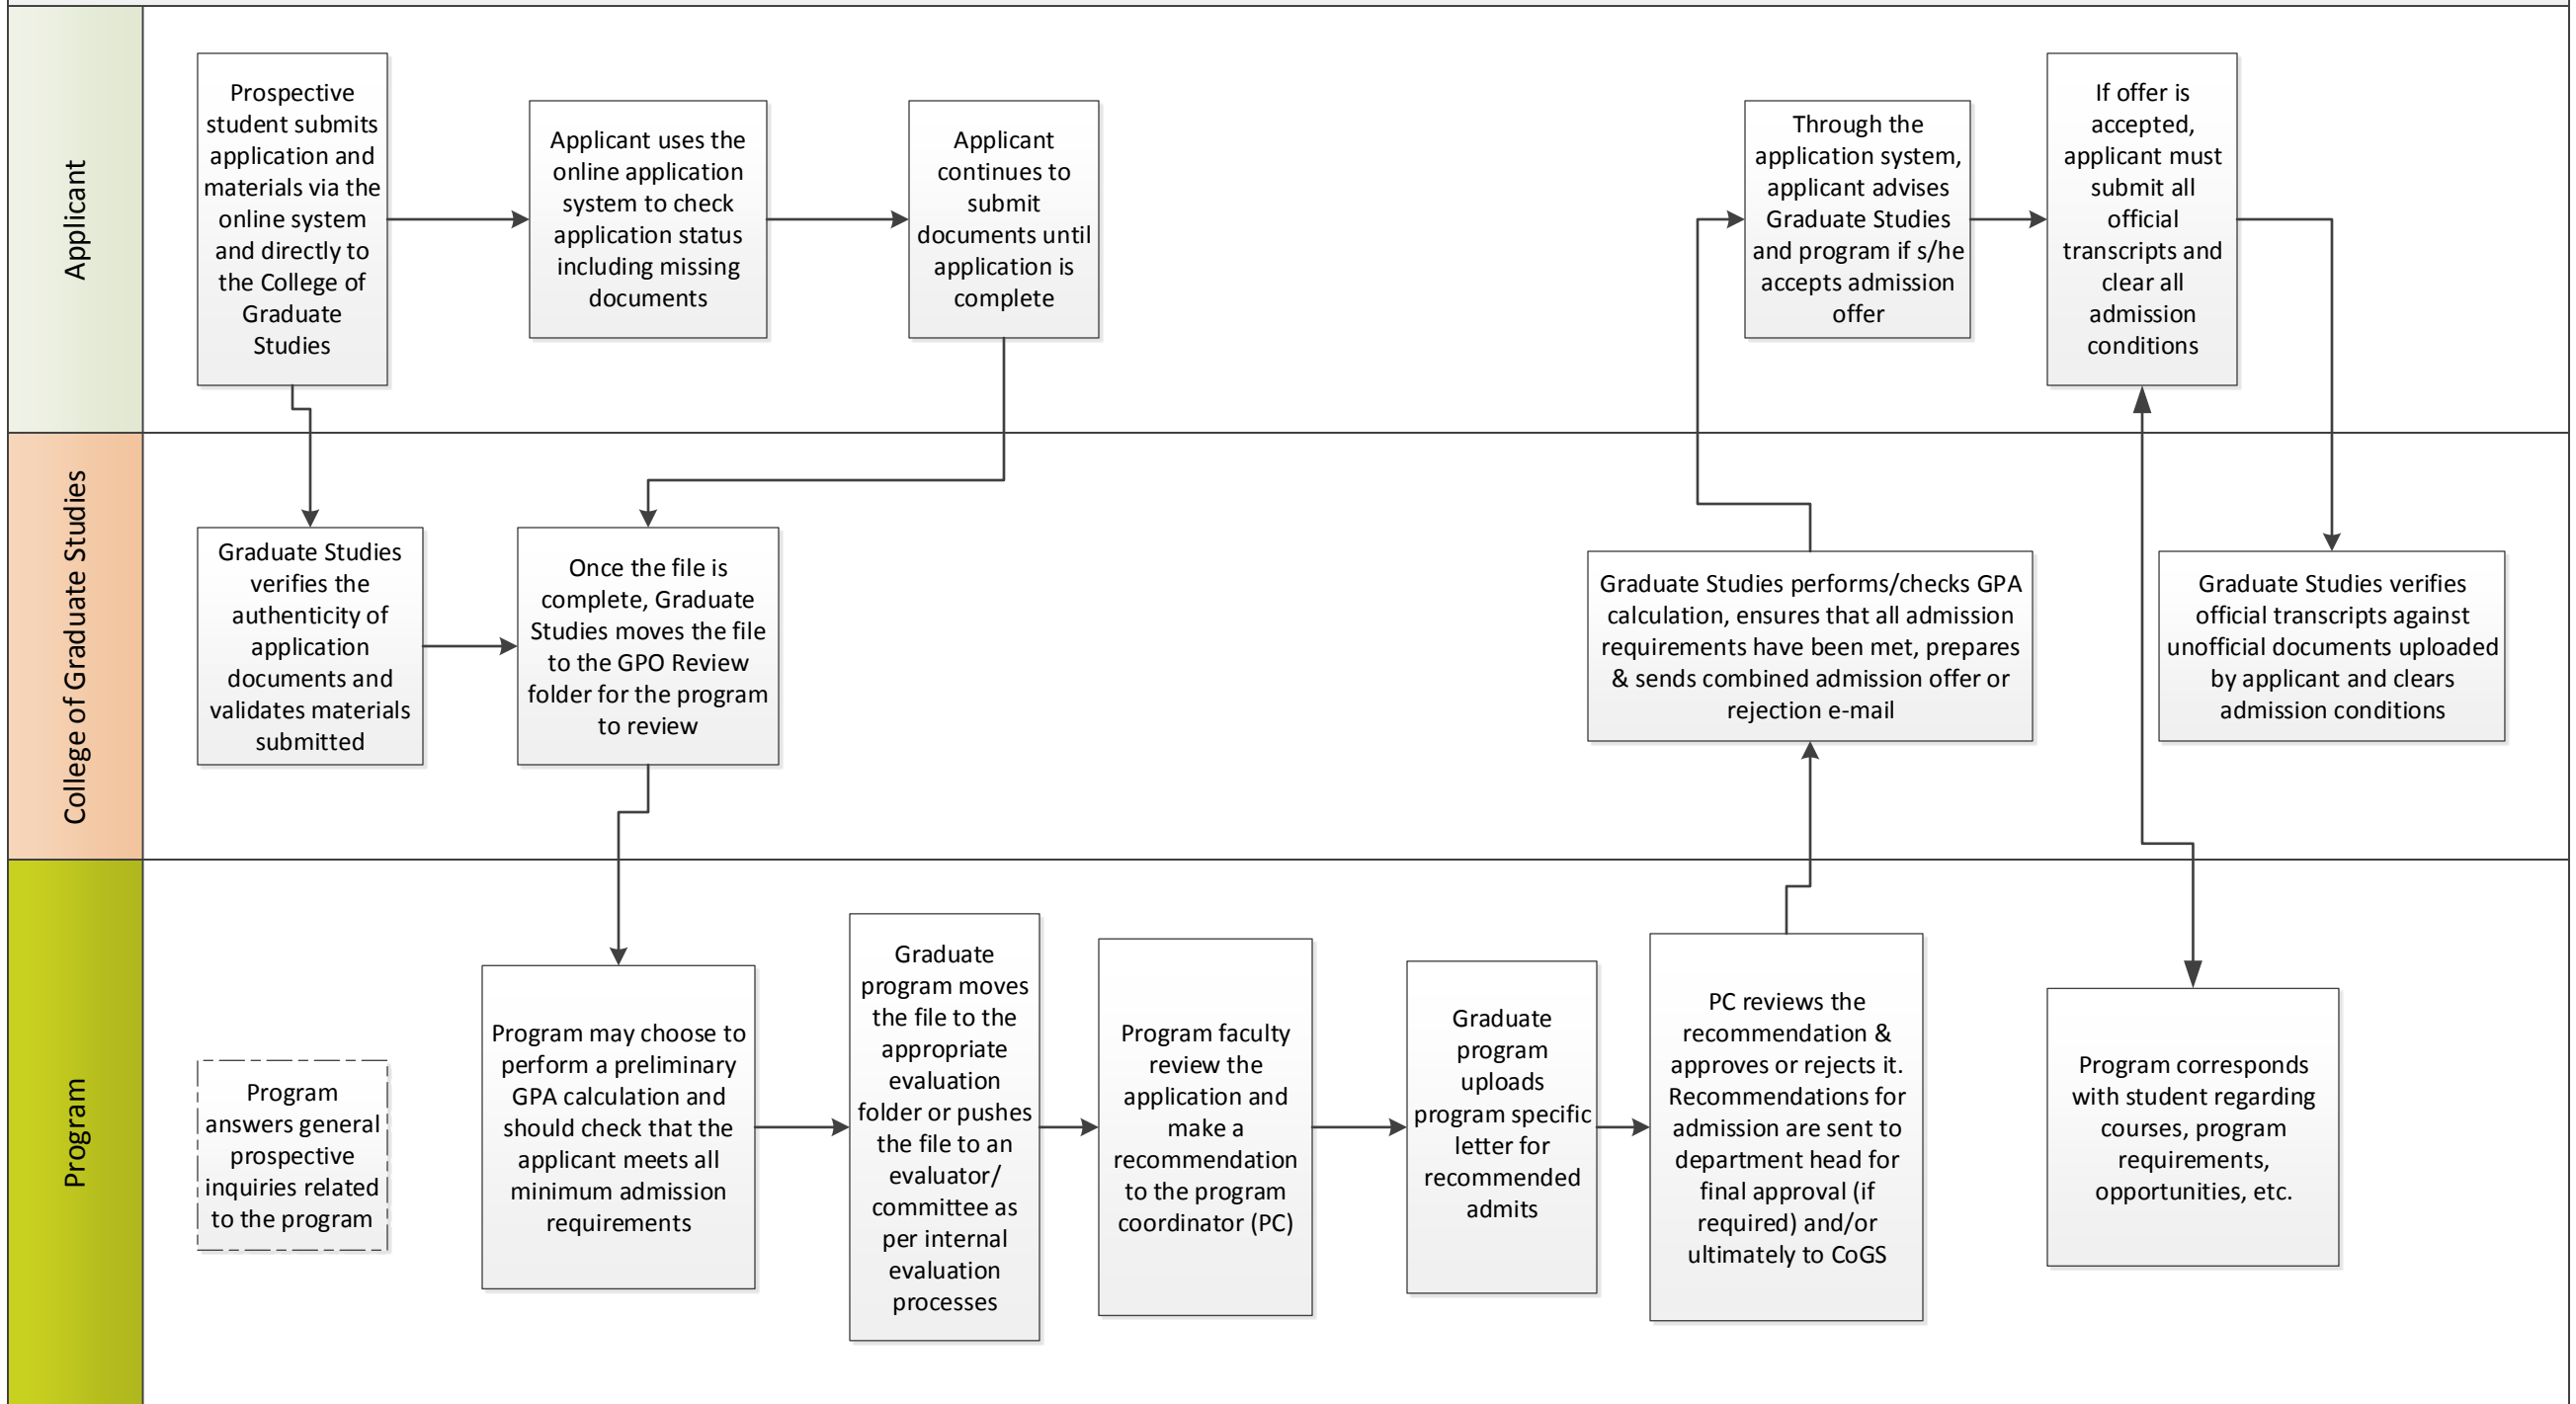 Applicant
Prospective
student submits
application and
materials via the
online system
and directly to
the College of
Graduate
Studies
Applicant uses the
online application
system to check
application status
including missing
documents
Applicant
continues to
submit
documents until
application is
complete
Through the
application system,
applicant advises
Graduate Studies
and program if s/he
accepts admission
offer
If offer is
accepted,
applicant must
submit all
official
transcripts and
clear all
admission
conditions
College of Graduate Studies
Graduate Studies
verifies the
authenticity of
application
documents and
validates materials
submitted
Once the file is
complete, Graduate
Studies moves the file
to the GPO Review
folder for the program
to review
Graduate Studies performs/checks GPA
calculation, ensures that all admission
requirements have been met, prepares
& sends combined admission offer or
rejection e-mail
Graduate Studies verifies
official transcripts against
unofficial documents uploaded
by applicant and clears
admission conditions
Program
Program
answers general
prospective
inquiries related
to the program
Program may choose to
perform a preliminary
GPA calculation and
should check that the
applicant meets all
minimum admission
requirements
Graduate
program moves
the file to the
appropriate
evaluation
folder or pushes
the file to an
evaluator/
committee as
per internal
evaluation
processes
Program faculty
review the
application and
make a
recommendation
to the program
coordinator (PC)
Graduate
program
uploads
program specific
letter for
recommended
admits
PC reviews the
recommendation &
approves or rejects it.
Recommendations for
admission are sent to
department head for
final approval (if
required) and/or
ultimately to CoGS
Program corresponds
with student regarding
courses, program
requirements,
opportunities, etc.